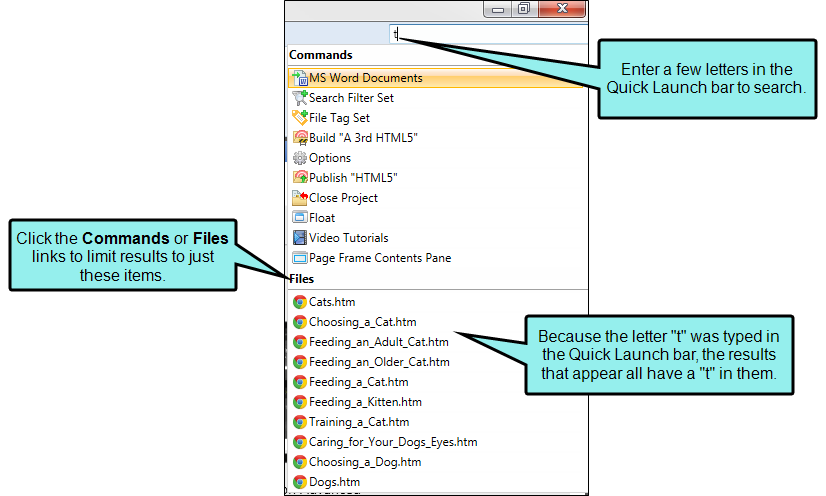 t
Commands
Enter a few letters in the
Quick Launch bar to search.
MS Word Documents
Search Filter Set
File Tag Set
Build "A 3rd HTML5"
Options
Publish "HTML5"
Close Project
Float
Video Tutorials
Page Frame Contents Pane
Click the Commands or Files
links to limit results to just
these items.
Files
Cats.htm
Choosing_a_Cat.htm
Feeding_an_Adult_Cat.htm
Feeding_an_Older_Cat.htm
Feeding_a_Cat.htm
Feeding_a_Kitten.htm
Training_a_Cat.htm
Caring_for_Your_Dogs_Eyes.htm
Choosing_a_Dog.htm
Dogs.htm
Because the letter "t" was typed in
the Quick Launch bar, the results
that appear all have a "t" in them.